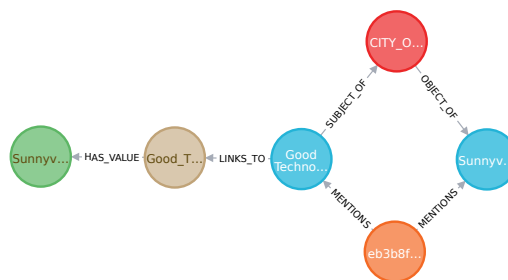 CITY_O...
SUBJECT_OF
OBJECT_OF
Sunnyv...
HAS_VALUE
Good_T...
LINKS_TO
Good
Techno...
Sunnyv...
MENTIONS
MENTIONS
eb3b8f...